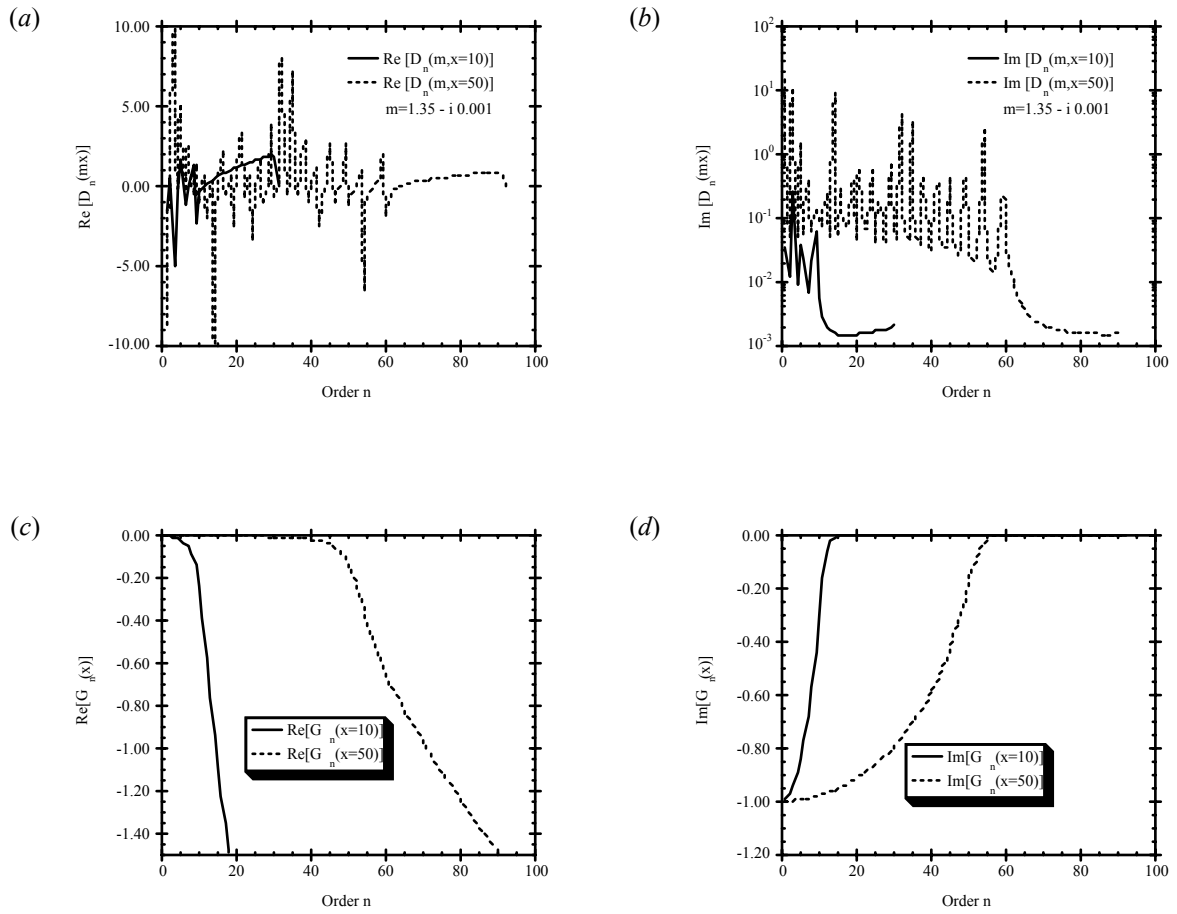 (a)
10.00
5.00
0.00
-5.00
-10.00
Re [D_n(mx)]
Re [D_n(m,x=10)]
Re [D_n(m,x=50)]
m=1.35 - i 0.001
0 20 40 60 80 100
Order n
(b)
10^2
10^1
10^0
10^-1
10^-2
10^-3
Im [D_n(mx)]
Im [D_n(m,x=10)]
Im [D_n(m,x=50)]
m=1.35 - i 0.001
0 20 40 60 80 100
Order n
(c)
0.00
-0.20
-0.40
-0.60
-0.80
-1.00
-1.20
-1.40
Re[G_n(x)]
Re[G_n(x=10)]
Re[G_n(x=50)]
0 20 40 60 80 100
Order n
(d)
0.00
-0.20
-0.40
-0.60
-0.80
-1.00
-1.20
Im[G_n(x)]
Im[G_n(x=10)]
Im[G_n(x=50)]
0 20 40 60 80 100
Order n